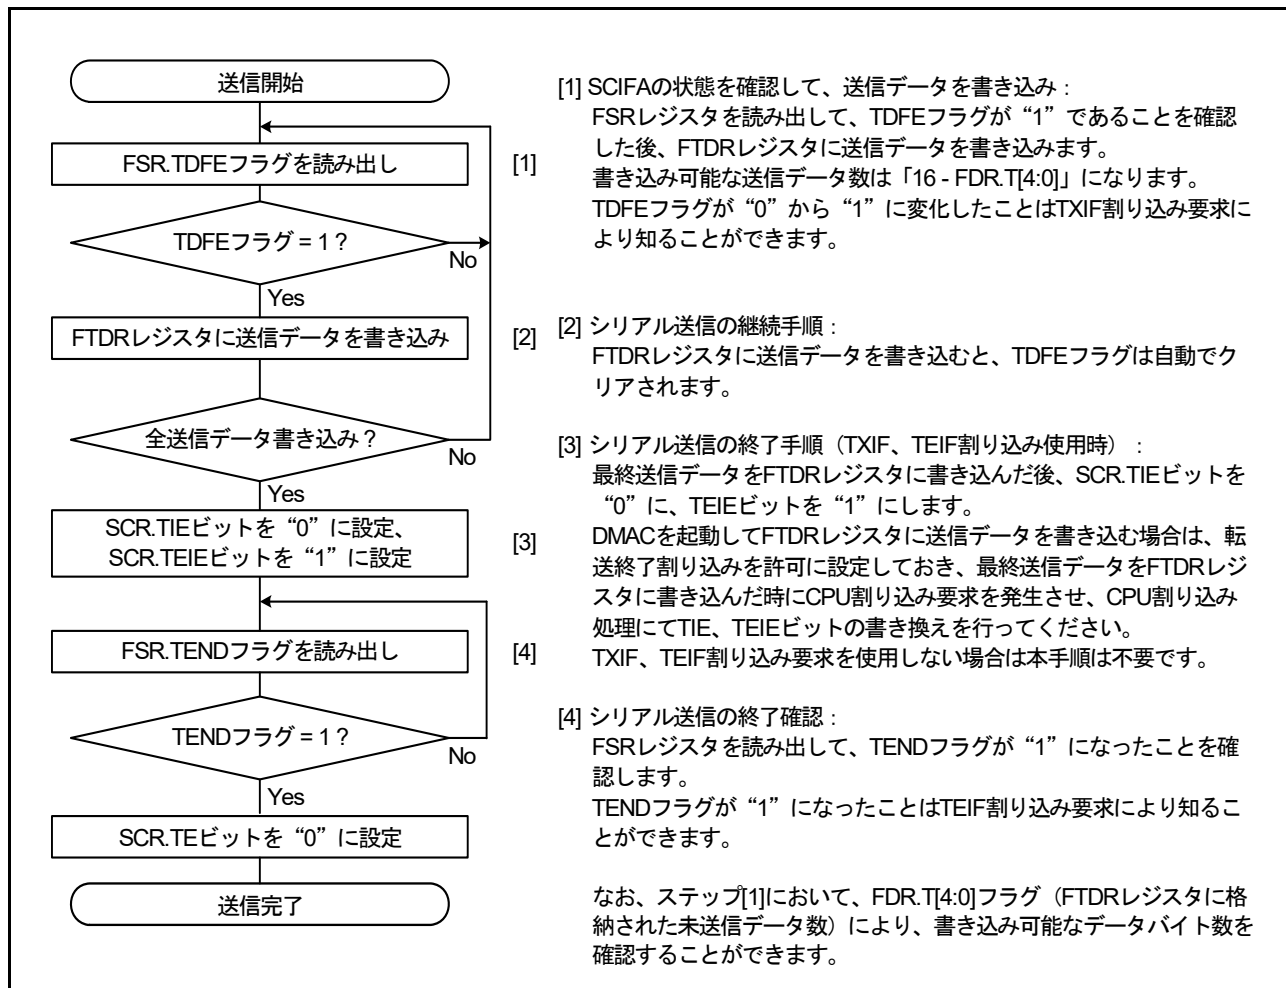 送信開始
FSR.TDFEフラグを読み出し
[1]
TDFEフラグ = 1？
No
Yes
FTDRレジスタに送信データを書き込み
[2]
全送信データ書き込み？
No
Yes
SCR.TIEビットを“0”に設定、
SCR.TEIEビットを“1”に設定
[3]
FSR.TENDフラグを読み出し
[4]
TENDフラグ = 1？
No
Yes
SCR.TEビットを“0”に設定
送信完了
[1] SCIFAの状態を確認して、送信データを書き込み：
FSRレジスタを読み出して、TDFEフラグが“1”であることを確認
した後、FTDRレジスタに送信データを書き込みます。
書き込み可能な送信データ数は「16 - FDR.T[4:0]」になります。
TDFEフラグが“0”から“1”に変化したことはTXIF割り込み要求に
より知ることができます。
[2] シリアル送信の継続手順：
FTDRレジスタに送信データを書き込むと、TDFEフラグは自動でク
リアされます。
[3] シリアル送信の終了手順（TXIF、TEIF割り込み使用時）：
最終送信データをFTDRレジスタに書き込んだ後、SCR.TIEビットを
“0”に、TEIEビットを“1”にします。
DMACを起動してFTDRレジスタに送信データを書き込む場合は、転
送終了割り込みを許可に設定しておき、最終送信データをFTDRレジ
スタに書き込んだ時にCPU割り込み要求を発生させ、CPU割り込み
処理にてTIE、TEIEビットの書き換えを行ってください。
TXIF、TEIF割り込み要求を使用しない場合は本手順は不要です。
[4] シリアル送信の終了確認：
FSRレジスタを読み出して、TENDフラグが“1”になったことを確
認します。
TENDフラグが“1”になったことはTEIF割り込み要求により知るこ
とができます。
なお、ステップ[1]において、FDR.T[4:0]フラグ（FTDRレジスタに格
納された未送信データ数）により、書き込み可能なデータバイト数を
確認することができます。